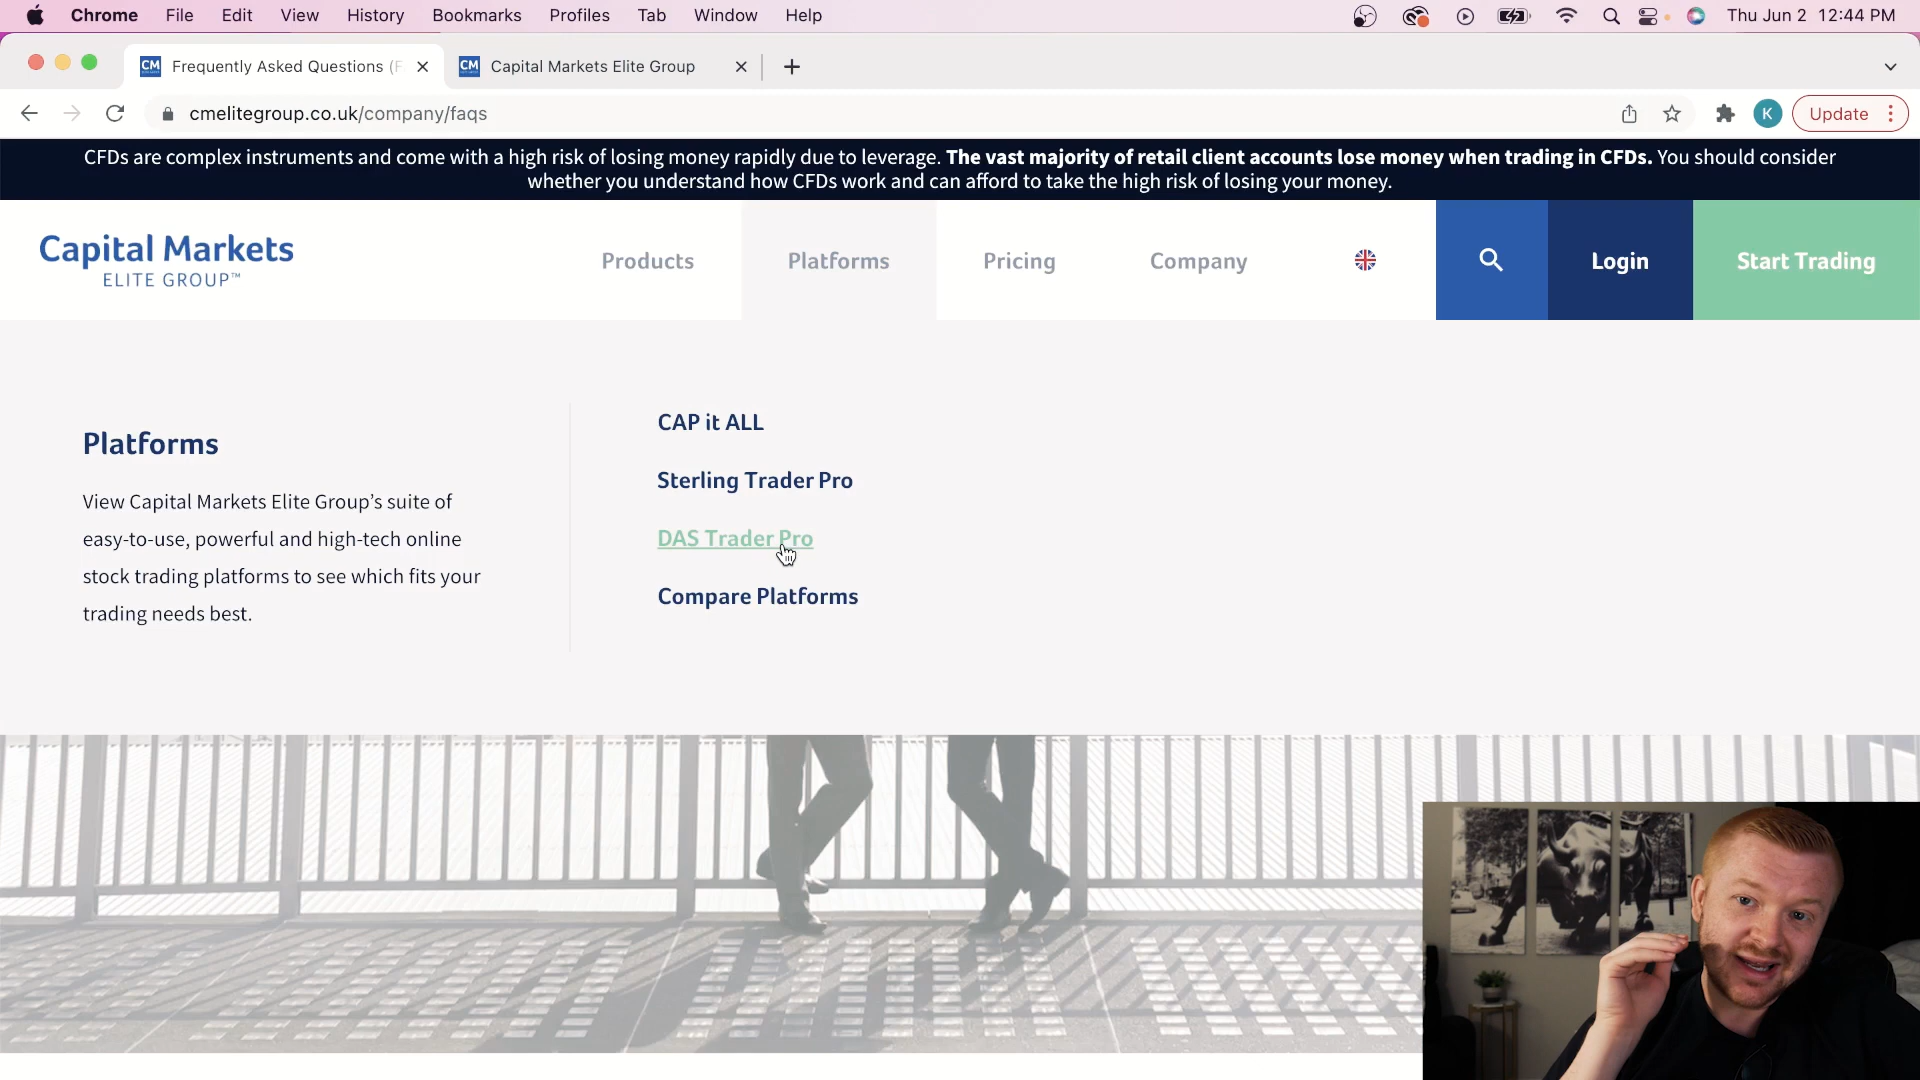 Chrome File Edit View History Bookmarks Profiles Tab Window Help Thu Jun 2 12:44 PM
CM Frequently Asked Questions (F CM Capital Markets Elite Group
cmelitegroup.co.uk/company/faqs K Update
CFDs are complex instruments and come with a high risk of losing money rapidly due to leverage. The vast majority of retail client accounts lose money when trading in CFDs. You should consider
whether you understand how CFDs work and can afford to take the high risk of losing your money.
Capital Markets
ELITE GROUP™
Products Platforms Pricing Company Login Start Trading
Platforms
View Capital Markets Elite Group's suite of
easy-to-use, powerful and high-tech online
stock trading platforms to see which fits your
trading needs best.
CAP it ALL
Sterling Trader Pro
DAS Trader Pro
Compare Platforms